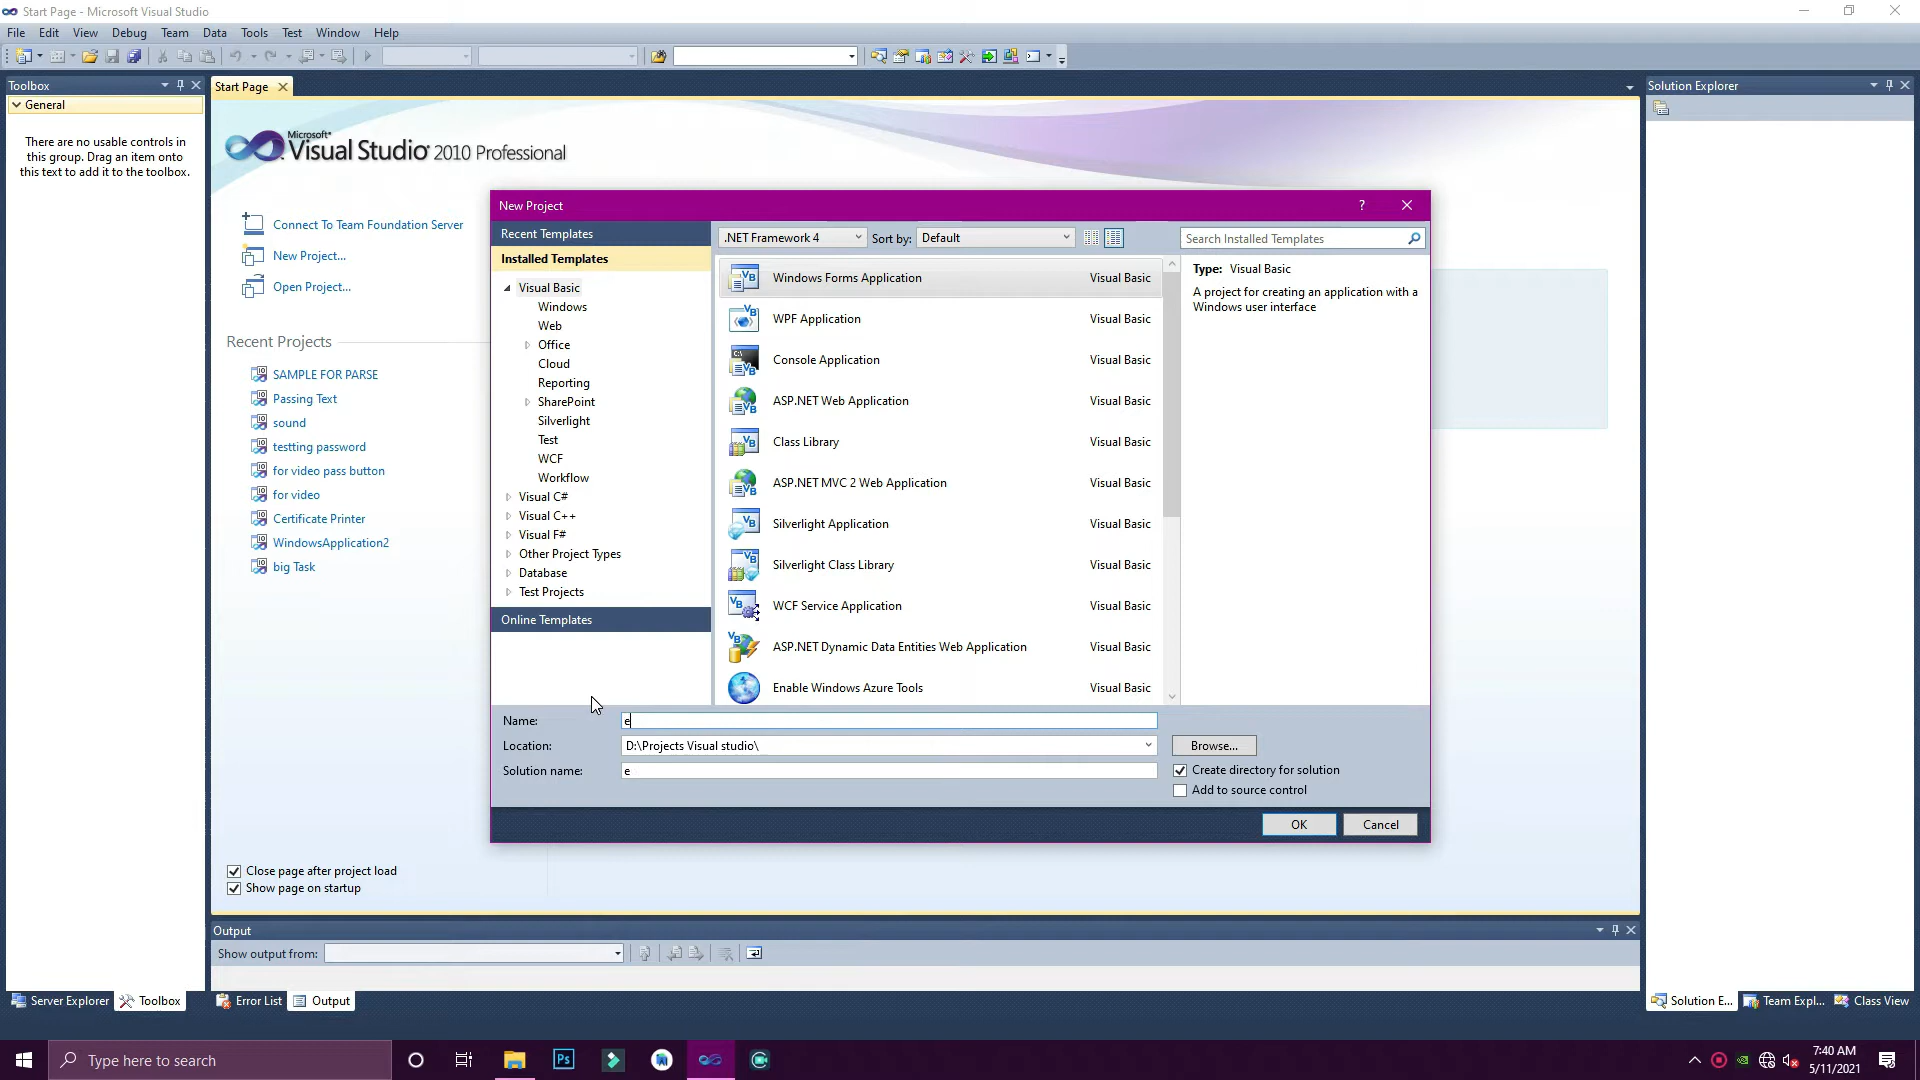 Start Page - Microsoft Visual Studio
File Edit View Debug Team Data Tools Test Window Help
Toolbox
General
There are no usable controls in
this group. Drag an item onto
this text to add it to the toolbox.
Start Page
Microsoft
Visual Studio 2010 Professional
Connect To Team Foundation Server
New Project...
Open Project...
Recent Projects
SAMPLE FOR PARSE
Passing Text
sound
testting password
for video pass button
for video
Certificate Printer
WindowsApplication2
big Task
Close page after project load
Show page on startup
New Project
?
Recent Templates
Installed Templates
Visual Basic
Windows
Web
Office
Cloud
Reporting
SharePoint
Silverlight
Test
WCF
Workflow
Visual C#
Visual C++
Visual F#
Other Project Types
Database
Test Projects
Online Templates
.NET Framework 4
Sort by: Default
Search Installed Templates
Windows Forms Application Visual Basic
WPF Application Visual Basic
Console Application Visual Basic
ASP.NET Web Application Visual Basic
Class Library Visual Basic
ASP.NET MVC 2 Web Application Visual Basic
Silverlight Application Visual Basic
Silverlight Class Library Visual Basic
WCF Service Application Visual Basic
ASP.NET Dynamic Data Entities Web Application Visual Basic
Enable Windows Azure Tools Visual Basic
Type: Visual Basic
A project for creating an application with a
Windows user interface
Name: e
Location: D:\Projects Visual studio\
Browse...
Solution name: e
Create directory for solution
Add to source control
OK Cancel
Solution Explorer
Output
Show output from:
Server Explorer Toolbox Error List Output
Solution E... Team Expl... Class View
Type here to search
Ps
7:40 AM
5/11/2021